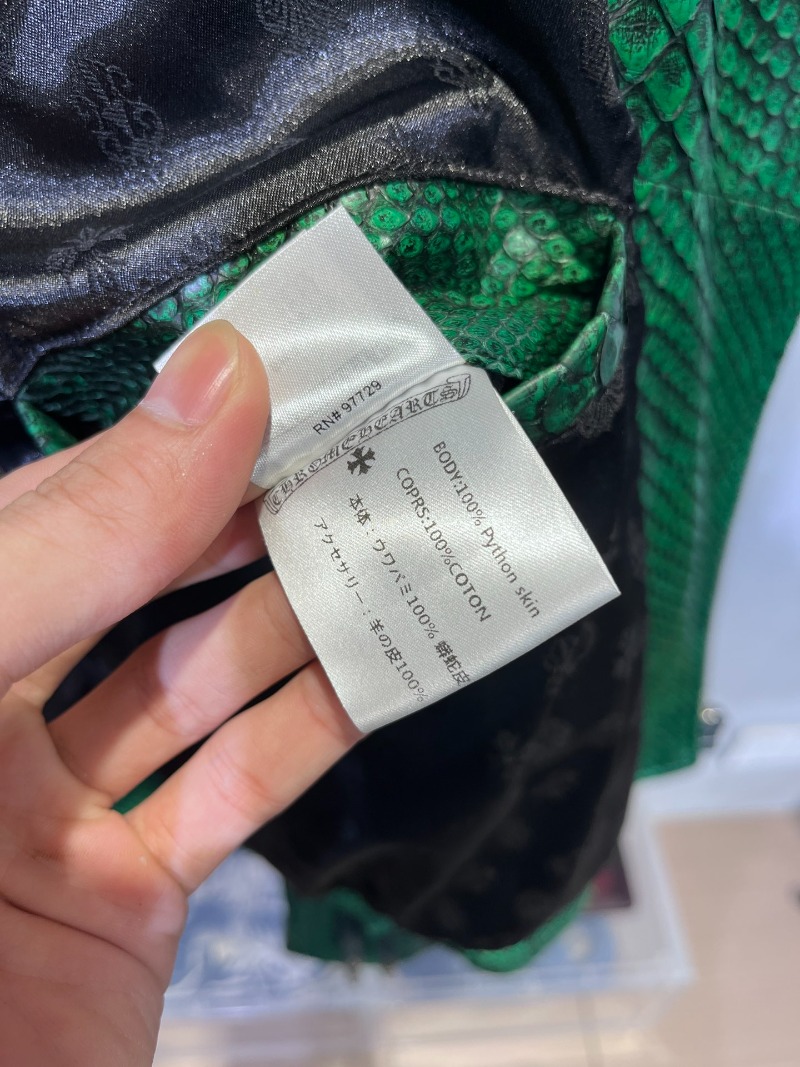 RN# 97729
CHROME HEARTS
BODY:100% Python skin
COPRS:100%COTON
本体：ウワバミ100% 蟒蛇皮
アクセサリー：羊の皮100%